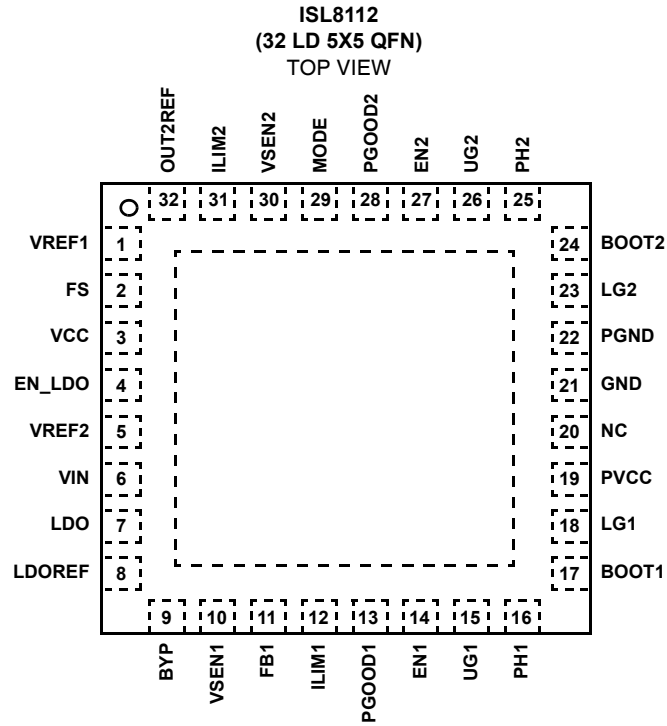 ISL8112
(32 LD 5X5 QFN)
TOP VIEW
OUT2REF
ILIM2
VSEN2
MODE
PGOOD2
EN2
UG2
PH2
32 31 30 29 28 27 26 25
VREF1 1
FS 2
VCC 3
EN_LDO 4
VREF2 5
VIN 6
LDO 7
LDOREF 8
24 BOOT2
23 LG2
22 PGND
21 GND
20 NC
19 PVCC
18 LG1
17 BOOT1
9 10 11 12 13 14 15 16
BYP
VSEN1
FB1
ILIM1
PGOOD1
EN1
UG1
PH1